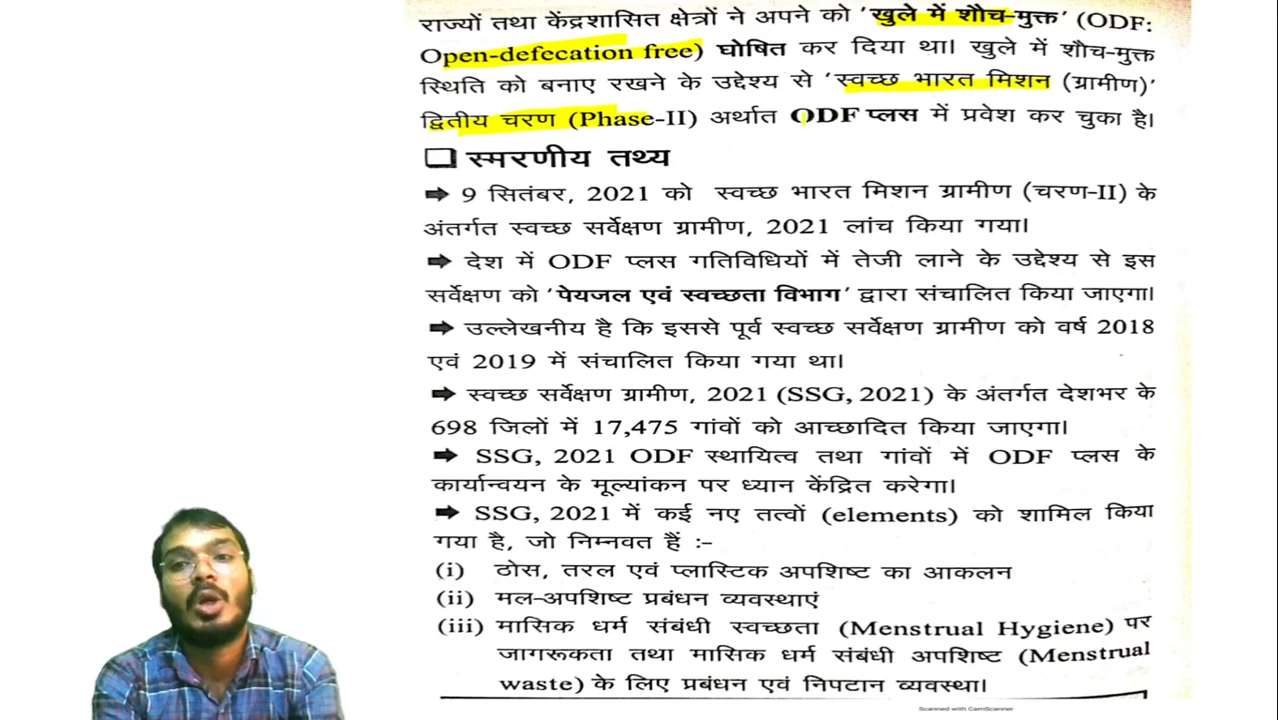 राज्यों तथा केंद्रशासित क्षेत्रों ने अपने को 'खुले में शौच-मुक्त' (ODF:
Open-defecation free) घोषित कर दिया था। खुले में शौच-मुक्त
स्थिति को बनाए रखने के उद्देश्य से 'स्वच्छ भारत मिशन (ग्रामीण)'
द्वितीय चरण (Phase-II) अर्थात ODF प्लस में प्रवेश कर चुका है।
❑ स्मरणीय तथ्य
➡ 9 सितंबर, 2021 को स्वच्छ भारत मिशन ग्रामीण (चरण-II) के
अंतर्गत स्वच्छ सर्वेक्षण ग्रामीण, 2021 लांच किया गया।
➡ देश में ODF प्लस गतिविधियों में तेजी लाने के उद्देश्य से इस
सर्वेक्षण को 'पेयजल एवं स्वच्छता विभाग' द्वारा संचालित किया जाएगा।
➡ उल्लेखनीय है कि इससे पूर्व स्वच्छ सर्वेक्षण ग्रामीण को वर्ष 2018
एवं 2019 में संचालित किया गया था।
➡ स्वच्छ सर्वेक्षण ग्रामीण, 2021 (SSG, 2021) के अंतर्गत देशभर के
698 जिलों में 17,475 गांवों को आच्छादित किया जाएगा।
➡ SSG, 2021 ODF स्थायित्व तथा गांवों में ODF प्लस के
कार्यान्वयन के मूल्यांकन पर ध्यान केंद्रित करेगा।
➡ SSG, 2021 में कई नए तत्वों (elements) को शामिल किया
गया है, जो निम्नवत हैं :-
(i) ठोस, तरल एवं प्लास्टिक अपशिष्ट का आकलन
(ii) मल-अपशिष्ट प्रबंधन व्यवस्थाएं
(iii) मासिक धर्म संबंधी स्वच्छता (Menstrual Hygiene) पर
जागरूकता तथा मासिक धर्म संबंधी अपशिष्ट (Menstrual
waste) के लिए प्रबंधन एवं निपटान व्यवस्था।
Scanned with CamScanner